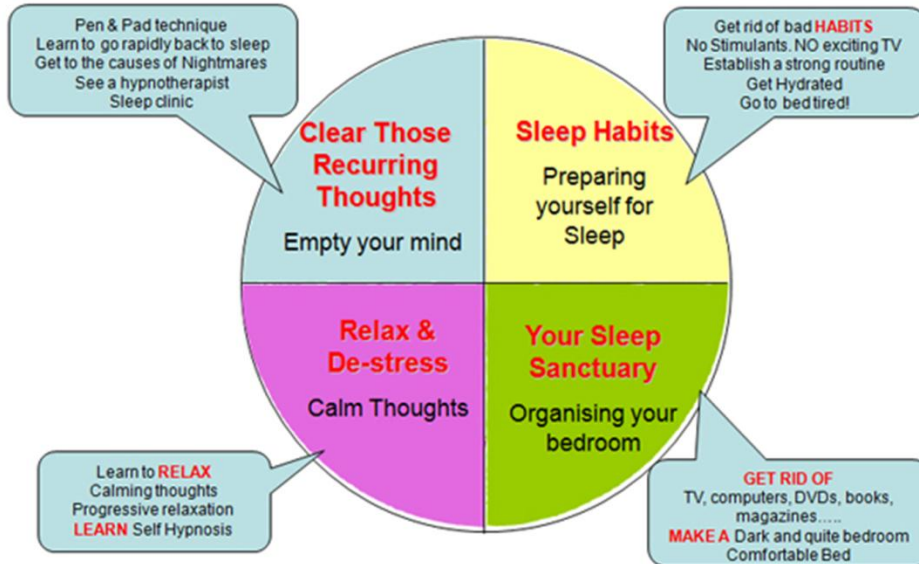 Pen & Pad technique
Learn to go rapidly back to sleep
Get to the causes of Nightmares
See a hypnotherapist
Sleep clinic
Get rid of bad HABITS
No Stimulants. NO exciting TV
Establish a strong routine
Get Hydrated
Go to bed tired!
Clear Those
Recurring
Thoughts
Empty your mind
Sleep Habits
Preparing
yourself for
Sleep
Relax &
De-stress
Calm Thoughts
Your Sleep
Sanctuary
Organising your
bedroom
Learn to RELAX
Calming thoughts
Progressive relaxation
LEARN Self Hypnosis
GET RID OF
TV, computers, DVDs, books,
magazines.....
MAKE A Dark and quite bedroom
Comfortable Bed